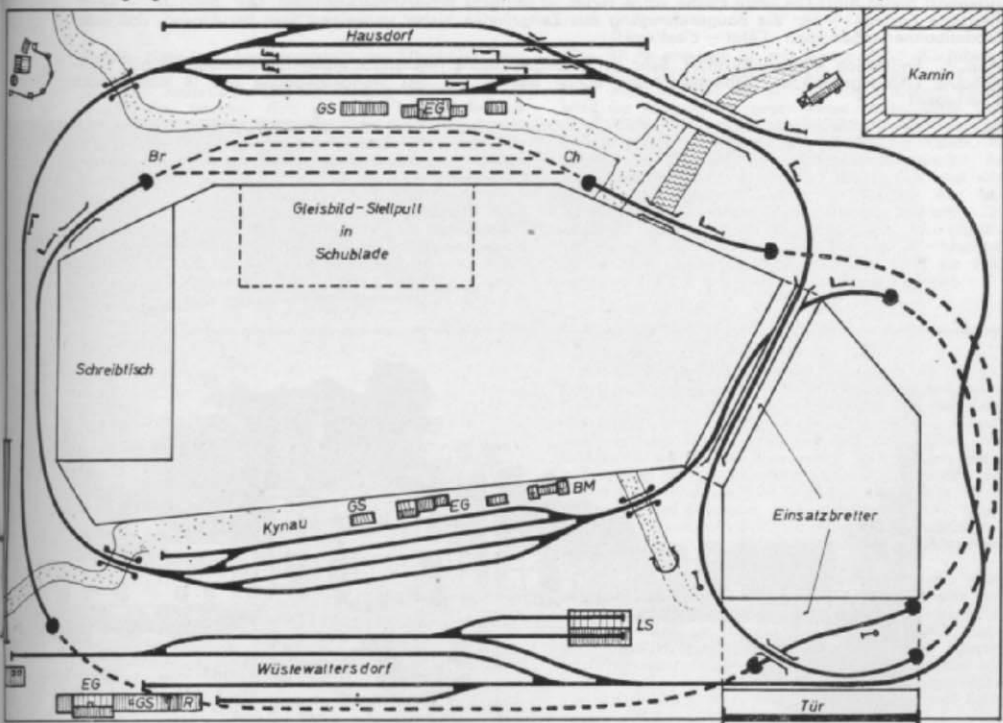 Hausdorf
Kamin
GS
EG
Br
Ch
Gleisbild-Stellpult
in
Schublade
Schreibtisch
GS
EG
BM
Kynau
Einsatzbretter
LS
Wüstewaltersdorf
EG
GS
R
Tür